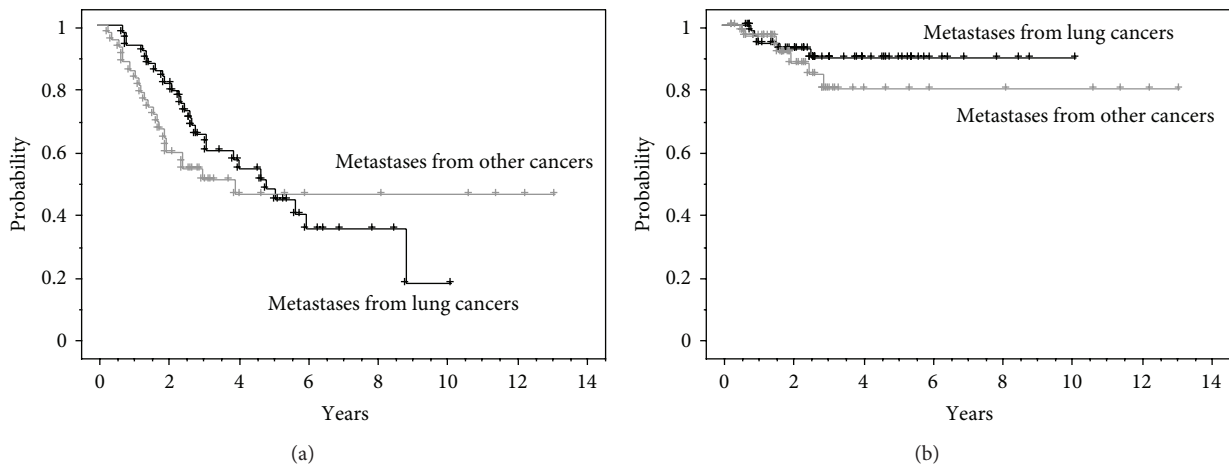 1
0.8
0.6
0.4
0.2
0
Probability
Metastases from other cancers
Metastases from lung cancers
0 2 4 6 8 10 12 14
Years
(a)
1
0.8
0.6
0.4
0.2
0
Probability
Metastases from lung cancers
Metastases from other cancers
0 2 4 6 8 10 12 14
Years
(b)